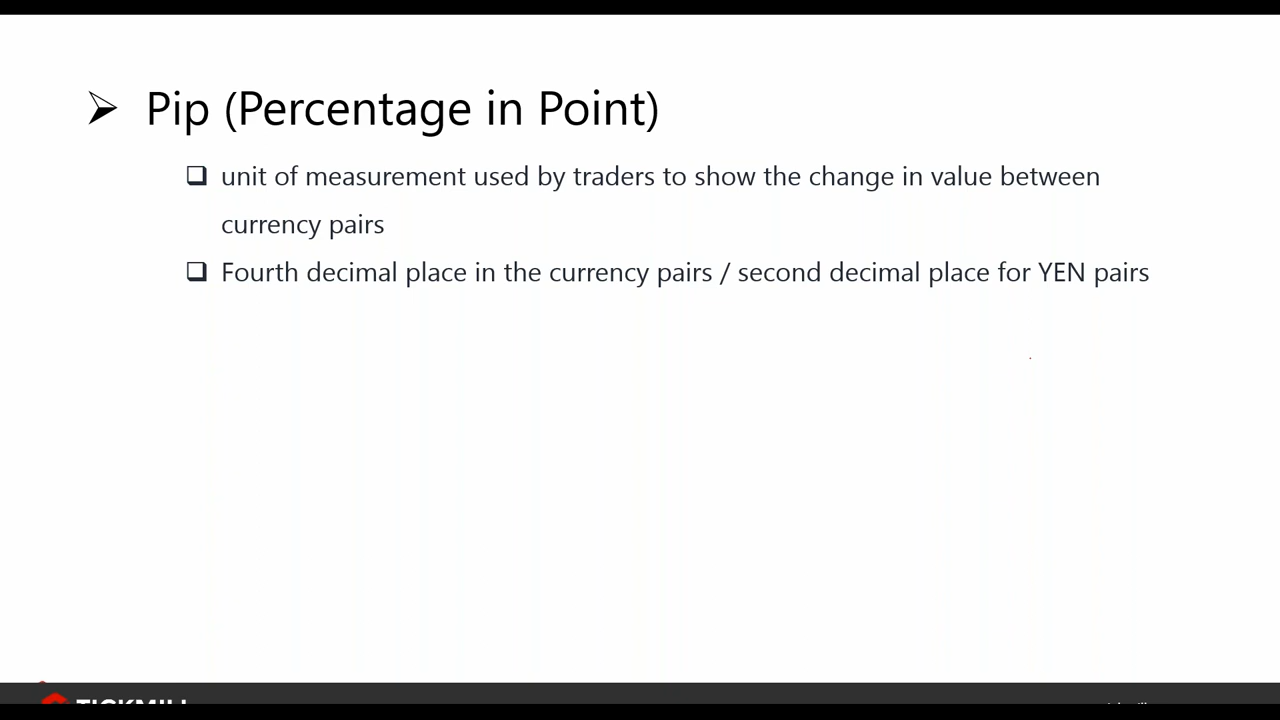 Pip (Percentage in Point)
unit of measurement used by traders to show the change in value between
currency pairs
Fourth decimal place in the currency pairs / second decimal place for YEN pairs
TICKMILL